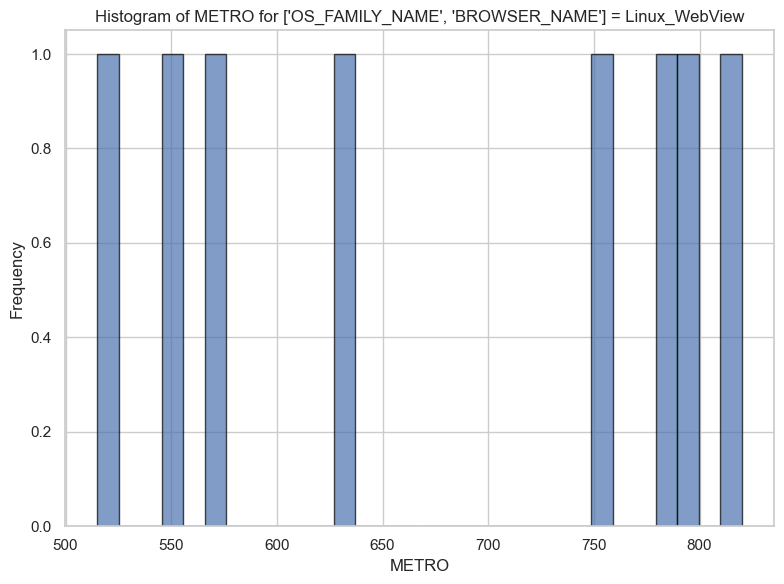 Histogram of METRO for ['OS_FAMILY_NAME', 'BROWSER_NAME'] = Linux_WebView
1.0
0.8
0.6
0.4
0.2
0.0
Frequency
500 550 600 650 700 750 800
METRO